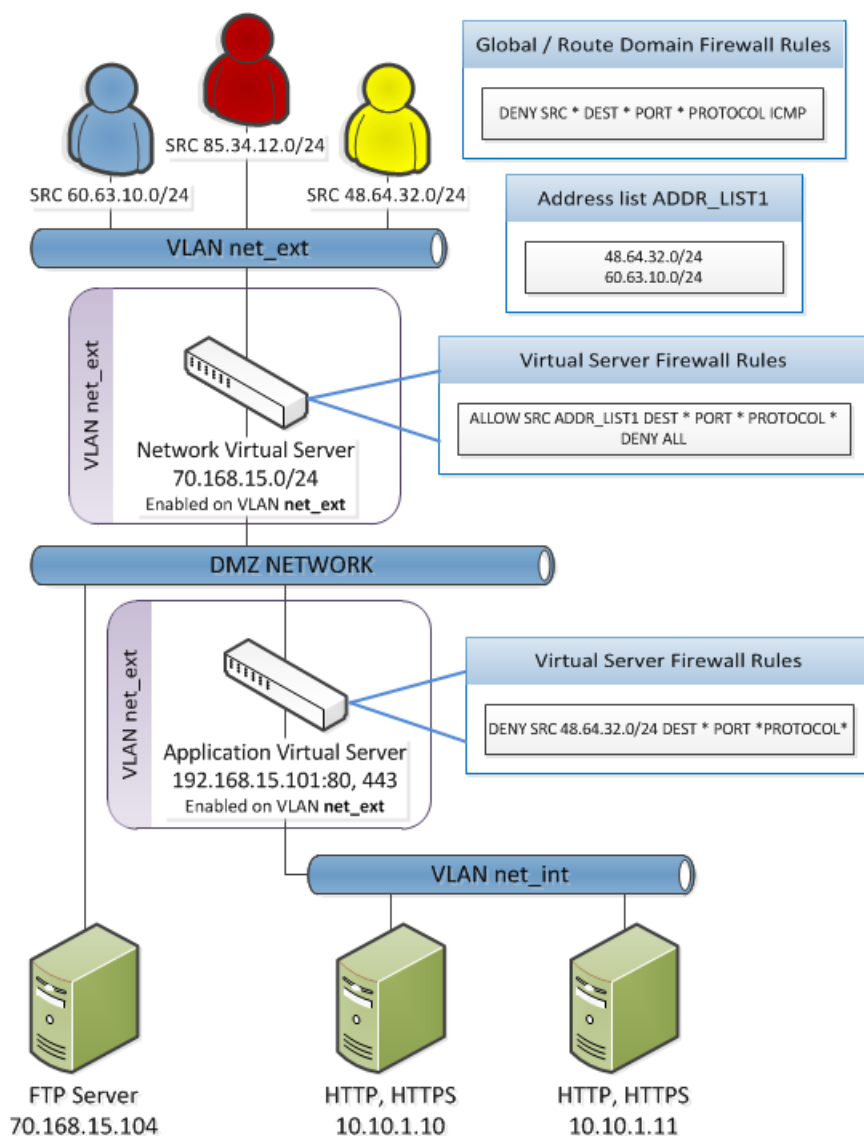 Global / Route Domain Firewall Rules
DENY SRC * DEST * PORT * PROTOCOL ICMP
SRC 85.34.12.0/24
SRC 60.63.10.0/24
SRC 48.64.32.0/24
Address list ADDR_LIST1
48.64.32.0/24
60.63.10.0/24
VLAN net_ext
VLAN net_ext
Network Virtual Server
70.168.15.0/24
Enabled on VLAN net_ext
Virtual Server Firewall Rules
ALLOW SRC ADDR_LIST1 DEST * PORT * PROTOCOL *
DENY ALL
DMZ NETWORK
VLAN net_ext
Application Virtual Server
192.168.15.101:80, 443
Enabled on VLAN net_ext
Virtual Server Firewall Rules
DENY SRC 48.64.32.0/24 DEST * PORT *PROTOCOL*
VLAN net_int
FTP Server
70.168.15.104
HTTP, HTTPS
10.10.1.10
HTTP, HTTPS
10.10.1.11